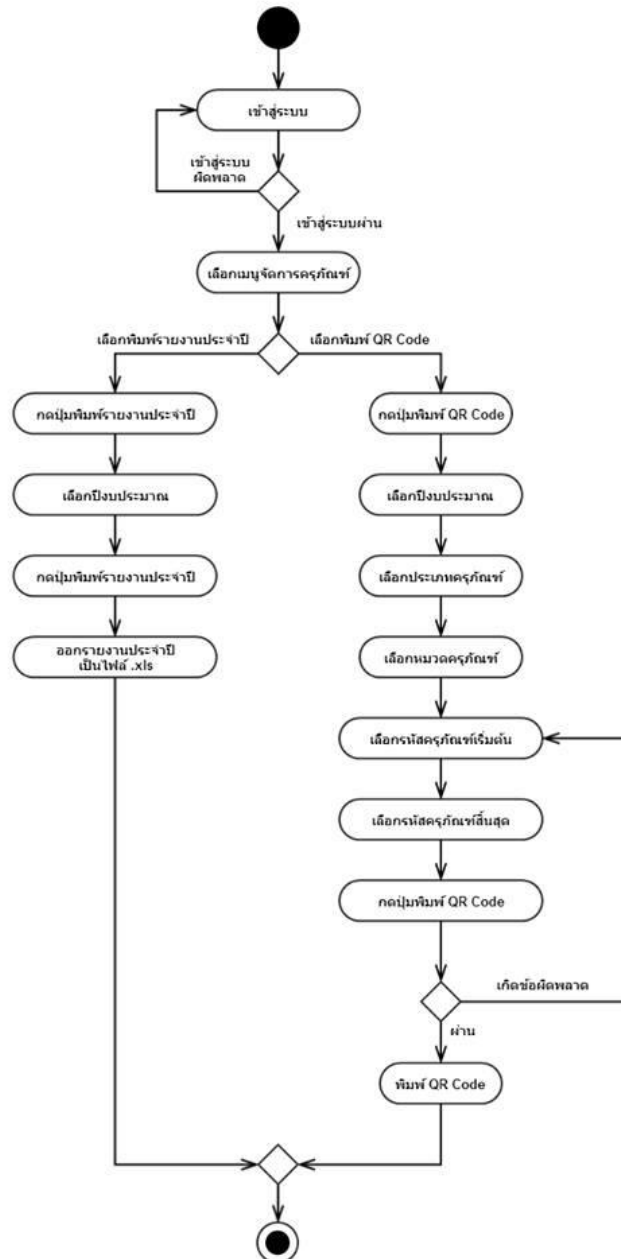 เข้าสู่ระบบ
เข้าสู่ระบบ
ผิดพลาด
เข้าสู่ระบบผ่าน
เลือกเมนูจัดการครุภัณฑ์
เลือกพิมพ์รายงานประจำปี
เลือกพิมพ์ QR Code
กดปุ่มพิมพ์รายงานประจำปี
เลือกปีงบประมาณ
กดปุ่มพิมพ์รายงานประจำปี
ออกรายงานประจำปี
เป็นไฟล์ .xls
กดปุ่มพิมพ์ QR Code
เลือกปีงบประมาณ
เลือกประเภทครุภัณฑ์
เลือกหมวดครุภัณฑ์
เลือกรหัสครุภัณฑ์เริ่มต้น
เลือกรหัสครุภัณฑ์สิ้นสุด
กดปุ่มพิมพ์ QR Code
เกิดข้อผิดพลาด
ผ่าน
พิมพ์ QR Code